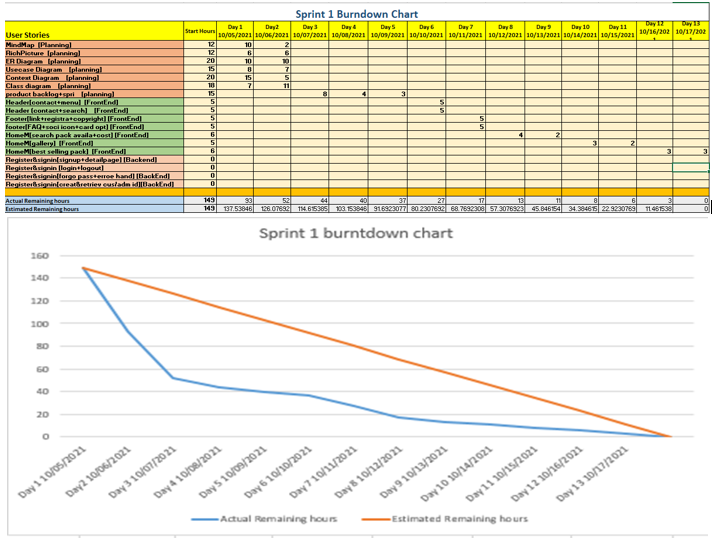 Sprint 1 Burndown Chart
User Stories Start Hours Day 1 10/05/2021 Day2 10/06/2021 Day 3 10/07/2021 Day 4 10/08/2021 Day 5 10/09/2021 Day 6 10/10/2021 Day 7 10/11/2021 Day 8 10/12/2021 Day 9 10/13/2021 Day 10 10/14/2021 Day 11 10/15/2021 Day 12 10/16/202 Day 13 10/17/202
MindMap [Planning] 12 10 2
RichPicture [planning] 12 6 6
ER Diagram [planning] 20 10 10
Usecase Diagram [planning] 15 8 7
Context Diagram [planning] 20 15 5
Class diagram [planning] 18 7 11
product backlog+spri [planning] 15 8 4 3
Header[contact+menu] [FrontEnd] 5 5
Header [contact+search] [FrontEnd] 5 5
Footer[link+registra+copyright] [FrontEnd] 5 5
footer[FAQ+soci icon+card opt] [FrontEnd] 5 5
HomeM[search pack availa+cost] [FrontEnd] 6 4 2
HomeM[gallery] [FrontEnd] 5 3 2
HomeM[best selling pack] [FrontEnd] 6 3 3
Register&signin[signup+detailpage] [Backend] 0
Register&signin [login+logout] 0
Register&signin[forgo pass+erroe hand] [BackEnd] 0
Register&signin[creat&retriev cus/adm id][BackEnd] 0
Actual Remaining hours 149 93 52 44 40 37 27 17 13 11 8 6 3 0
Estimated Remaining hours 149 137.53846 126.07692 114.615385 103.153846 91.6923077 80.2307692 68.7692308 57.3076923 45.846154 34.384615 22.9230769 11.461538 0
Sprint 1 burntdown chart
160
140
120
100
80
60
40
20
0
Day 1 10/05/2021
Day2 10/06/2021
Day 3 10/07/2021
Day 4 10/08/2021
Day 5 10/09/2021
Day 6 10/10/2021
Day 7 10/11/2021
Day 8 10/12/2021
Day 9 10/13/2021
Day 10 10/14/2021
Day 11 10/15/2021
Day 12 10/16/2021
Day 13 10/17/2021
Actual Remaining hours Estimated Remaining hours